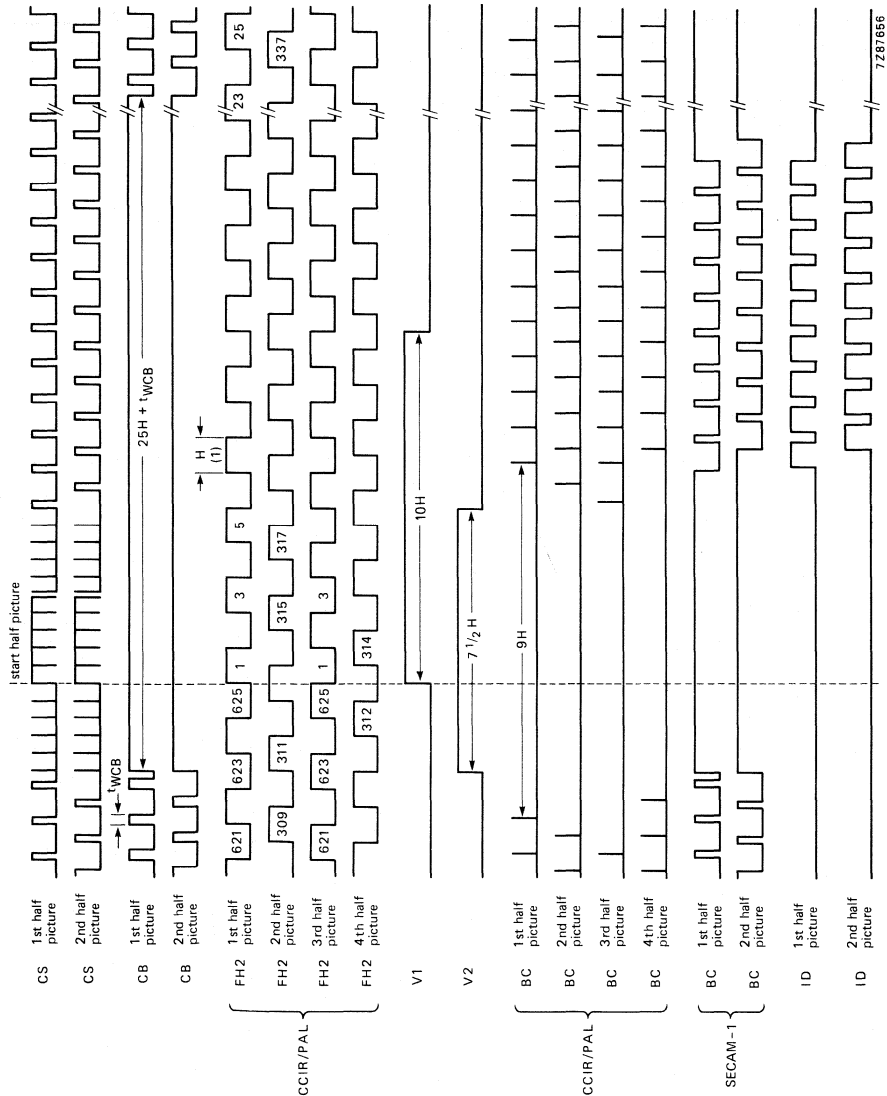 start half picture
CS 1st half picture
CS 2nd half picture
tWCB
CB 1st half picture
25H + tWCB
CB 2nd half picture
CCIR/PAL
FH2 1st half picture
621 623 625 1 3 5 23 25
H
(1)
FH2 2nd half picture
309 311 315 317 337
FH2 3rd half picture
621 623 625 1 3
FH2 4th half picture
312 314
V1
10H
V2
7 1/2 H
CCIR/PAL
BC 1st half picture
9H
BC 2nd half picture
BC 3rd half picture
BC 4th half picture
SECAM-1
BC 1st half picture
BC 2nd half picture
ID 1st half picture
ID 2nd half picture
7Z87656